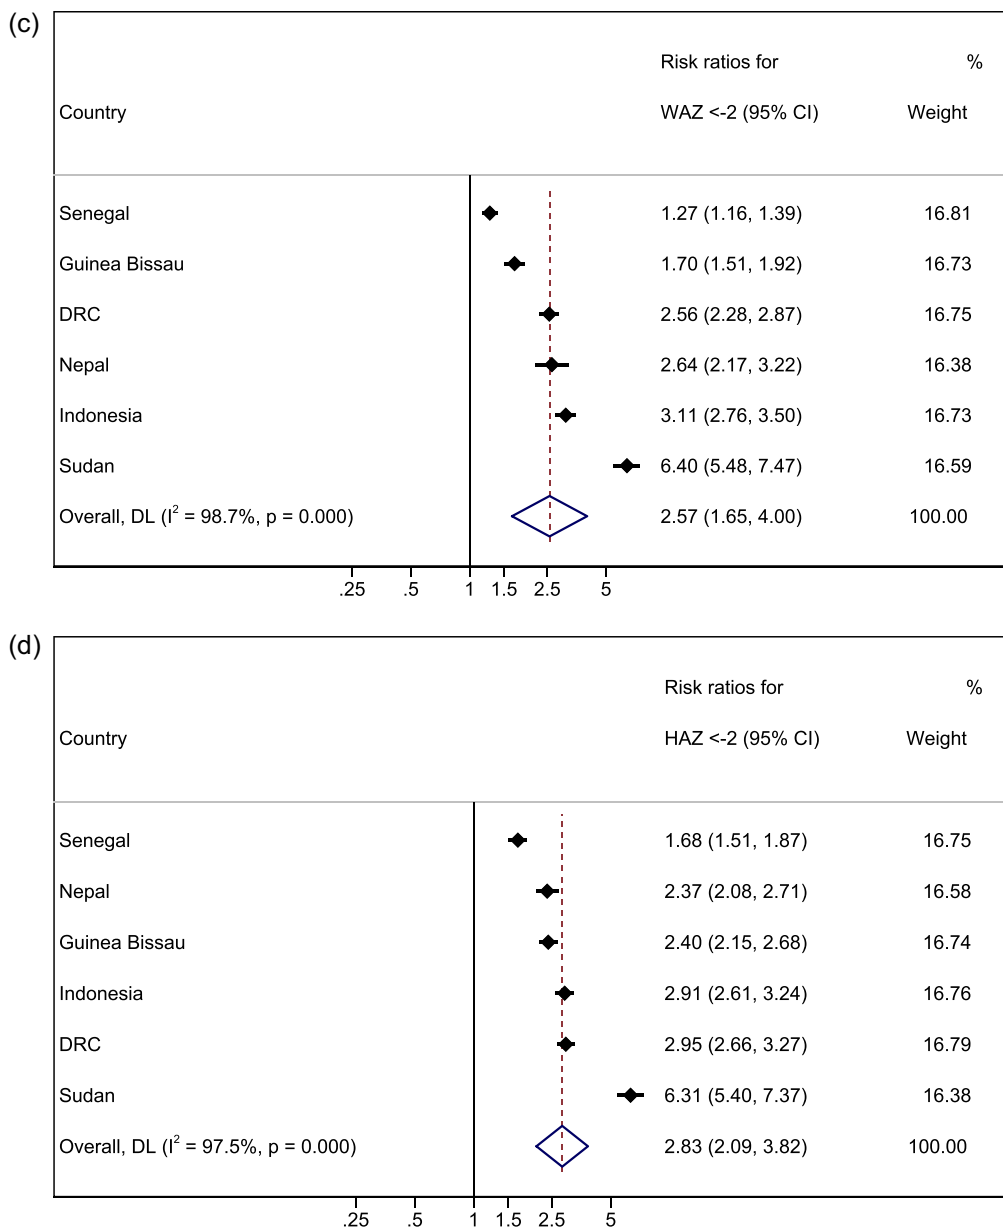 (c)
Risk ratios for %
Country WAZ <-2 (95% CI) Weight
Senegal 1.27 (1.16, 1.39) 16.81
Guinea Bissau 1.70 (1.51, 1.92) 16.73
DRC 2.56 (2.28, 2.87) 16.75
Nepal 2.64 (2.17, 3.22) 16.38
Indonesia 3.11 (2.76, 3.50) 16.73
Sudan 6.40 (5.48, 7.47) 16.59
Overall, DL (I² = 98.7%, p = 0.000) 2.57 (1.65, 4.00) 100.00
.25 .5 1 1.5 2.5 5
(d)
Risk ratios for %
Country HAZ <-2 (95% CI) Weight
Senegal 1.68 (1.51, 1.87) 16.75
Nepal 2.37 (2.08, 2.71) 16.58
Guinea Bissau 2.40 (2.15, 2.68) 16.74
Indonesia 2.91 (2.61, 3.24) 16.76
DRC 2.95 (2.66, 3.27) 16.79
Sudan 6.31 (5.40, 7.37) 16.38
Overall, DL (I² = 97.5%, p = 0.000) 2.83 (2.09, 3.82) 100.00
.25 .5 1 1.5 2.5 5